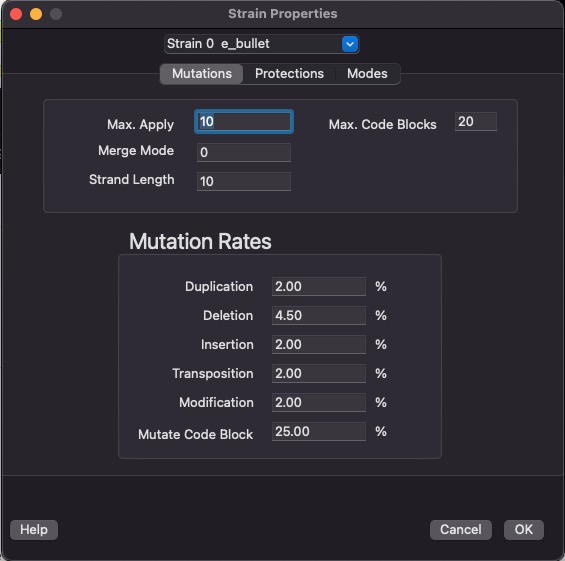 Strain Properties
Strain 0 e_bullet
Mutations Protections Modes
Max. Apply 10 Max. Code Blocks 20
Merge Mode 0
Strand Length 10
Mutation Rates
Duplication 2.00 %
Deletion 4.50 %
Insertion 2.00 %
Transposition 2.00 %
Modification 2.00 %
Mutate Code Block 25.00 %
Help Cancel OK